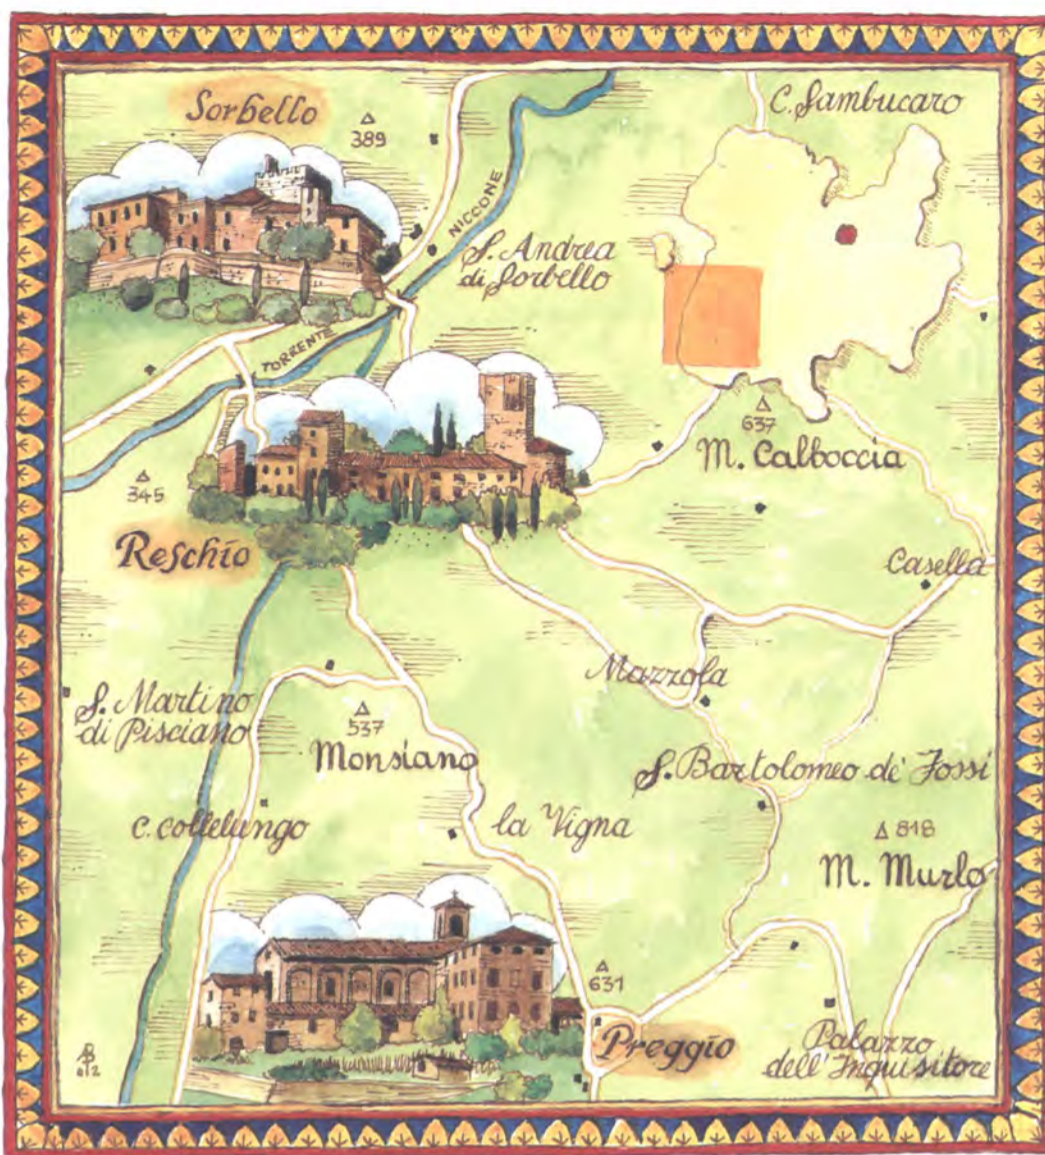 Sorbello
389
C. Sambucaro
NICCONE
S. Andrea
di Sorbello
TORRENTE
637
M. Calboccia
345
Reschio
Casella
Mazzola
S. Martino
di Pisciano
537
Monsiano
S. Bartolomeo de' Fossi
C. Collelungo
la Vigna
818
M. Murlo
631
Preggio
Palazzo
dell'Inquisitore